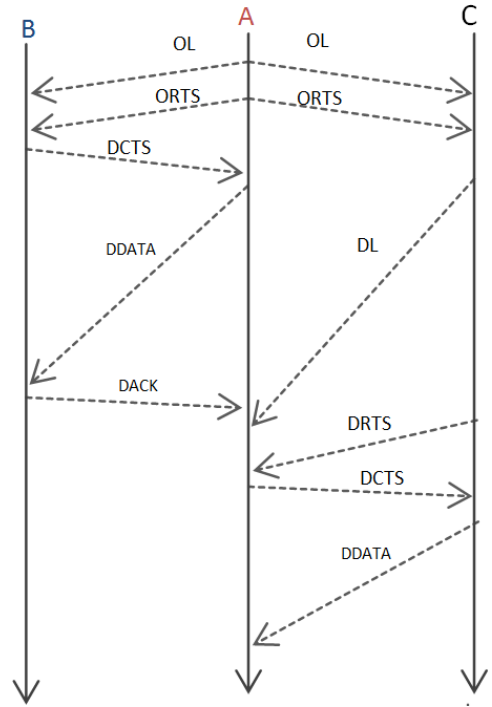 B A C
OL OL
ORTS ORTS
DCTS
DDATA DL
DACK
DRTS
DCTS
DDATA